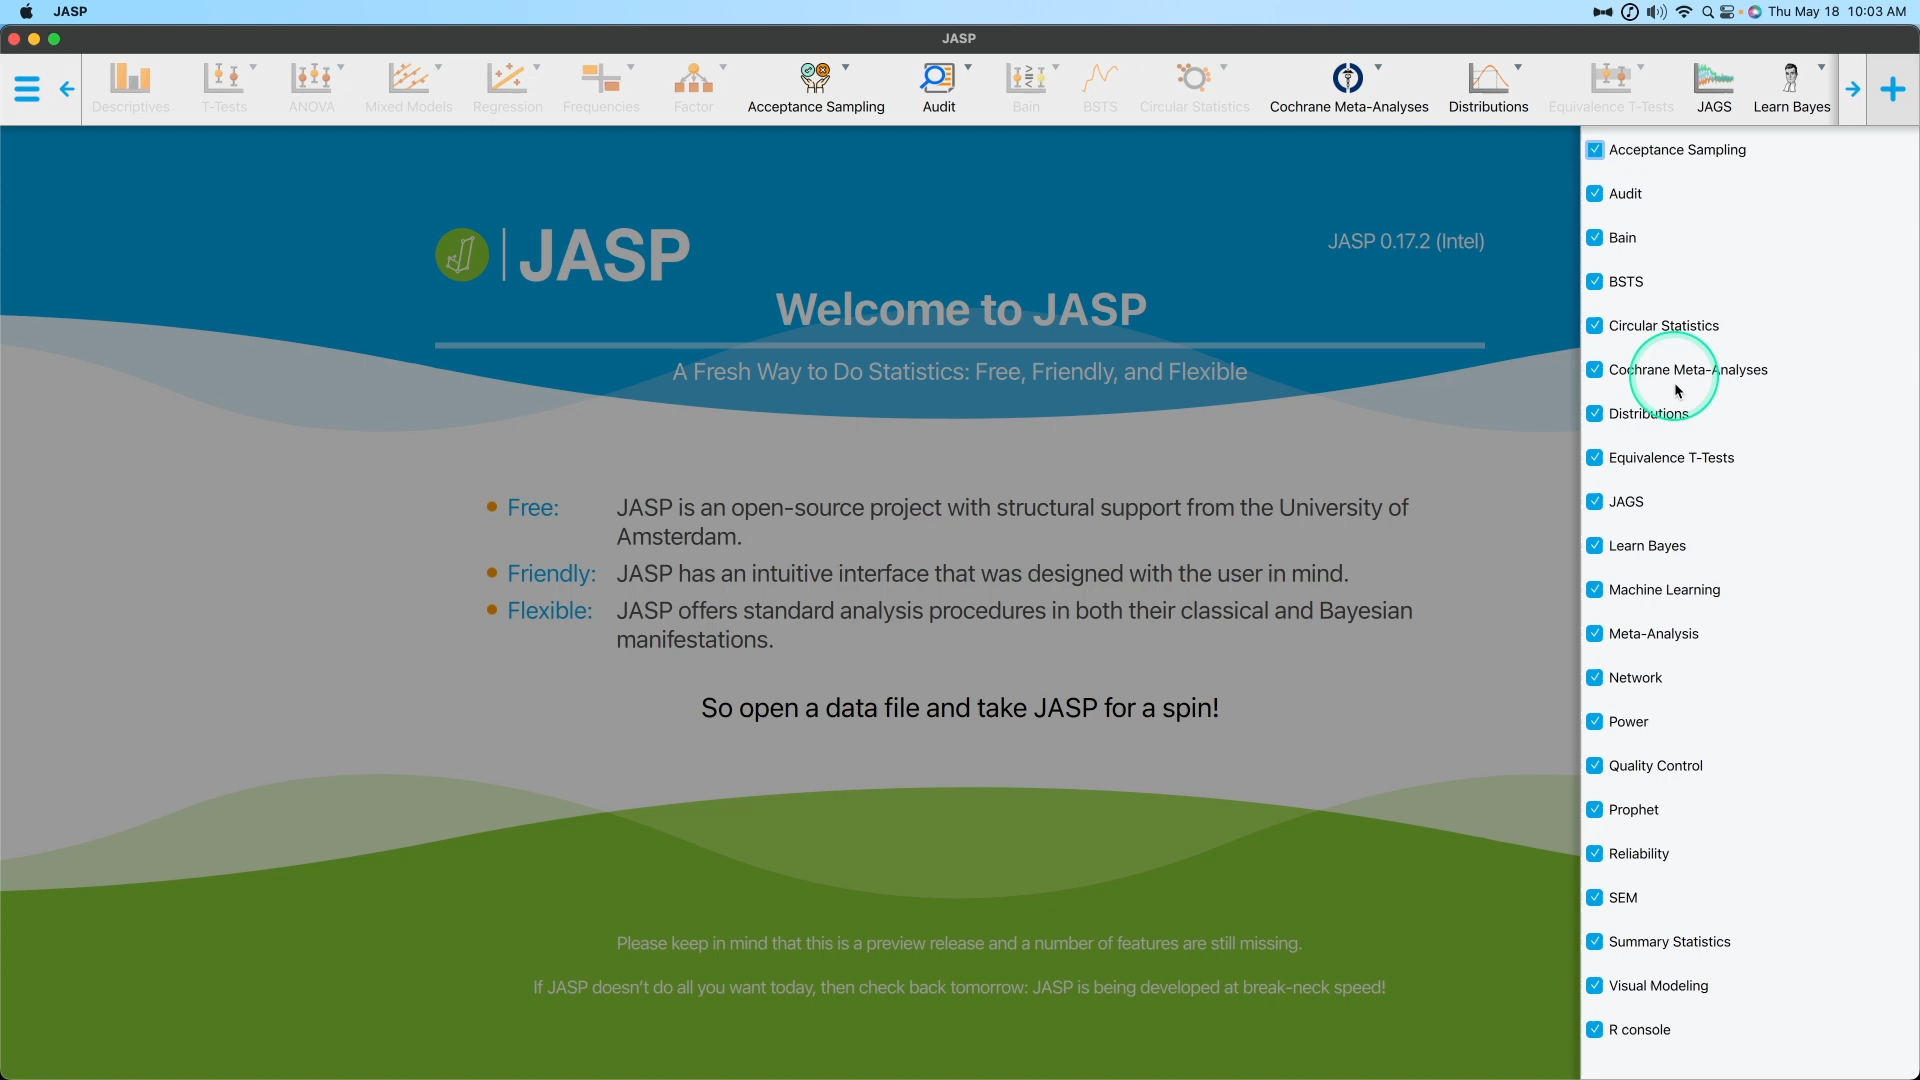 JASP
Thu May 18 10:03 AM
JASP
Descriptives
T-Tests
ANOVA
Mixed Models
Regression
Frequencies
Factor
Acceptance Sampling
Audit
Bain
BSTS
Circular Statistics
Cochrane Meta-Analyses
Distributions
Equivalence T-Tests
JAGS
Learn Bayes
JASP
JASP 0.17.2 (Intel)
Welcome to JASP
A Fresh Way to Do Statistics: Free, Friendly, and Flexible
Free: JASP is an open-source project with structural support from the University of
Amsterdam.
Friendly: JASP has an intuitive interface that was designed with the user in mind.
Flexible: JASP offers standard analysis procedures in both their classical and Bayesian
manifestations.
So open a data file and take JASP for a spin!
Please keep in mind that this is a preview release and a number of features are still missing.
If JASP doesn't do all you want today, then check back tomorrow: JASP is being developed at break-neck speed!
Acceptance Sampling
Audit
Bain
BSTS
Circular Statistics
Cochrane Meta-Analyses
Distributions
Equivalence T-Tests
JAGS
Learn Bayes
Machine Learning
Meta-Analysis
Network
Power
Quality Control
Prophet
Reliability
SEM
Summary Statistics
Visual Modeling
R console